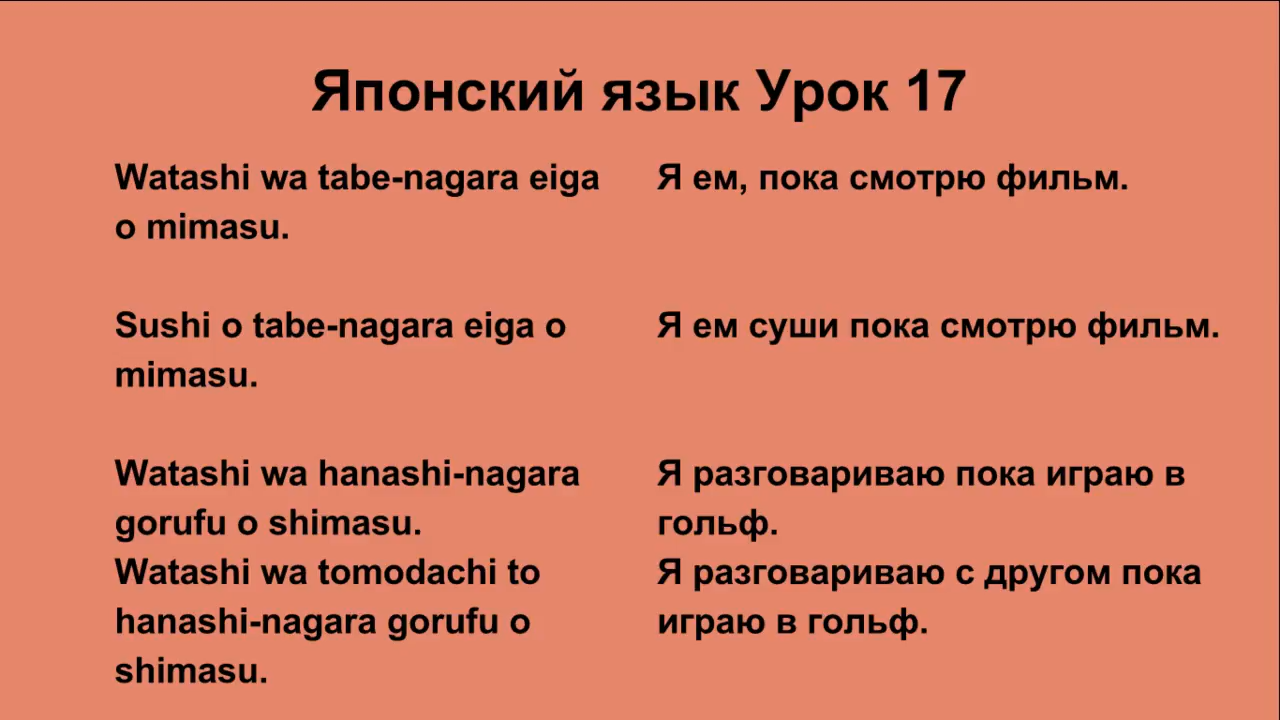 Японский язык Урок 17
Watashi wa tabe-nagara eiga
o mimasu.
Я ем, пока смотрю фильм.
Sushi o tabe-nagara eiga o
mimasu.
Я ем суши пока смотрю фильм.
Watashi wa hanashi-nagara
gorufu o shimasu.
Я разговариваю пока играю в
гольф.
Watashi wa tomodachi to
hanashi-nagara gorufu o
shimasu.
Я разговариваю с другом пока
играю в гольф.